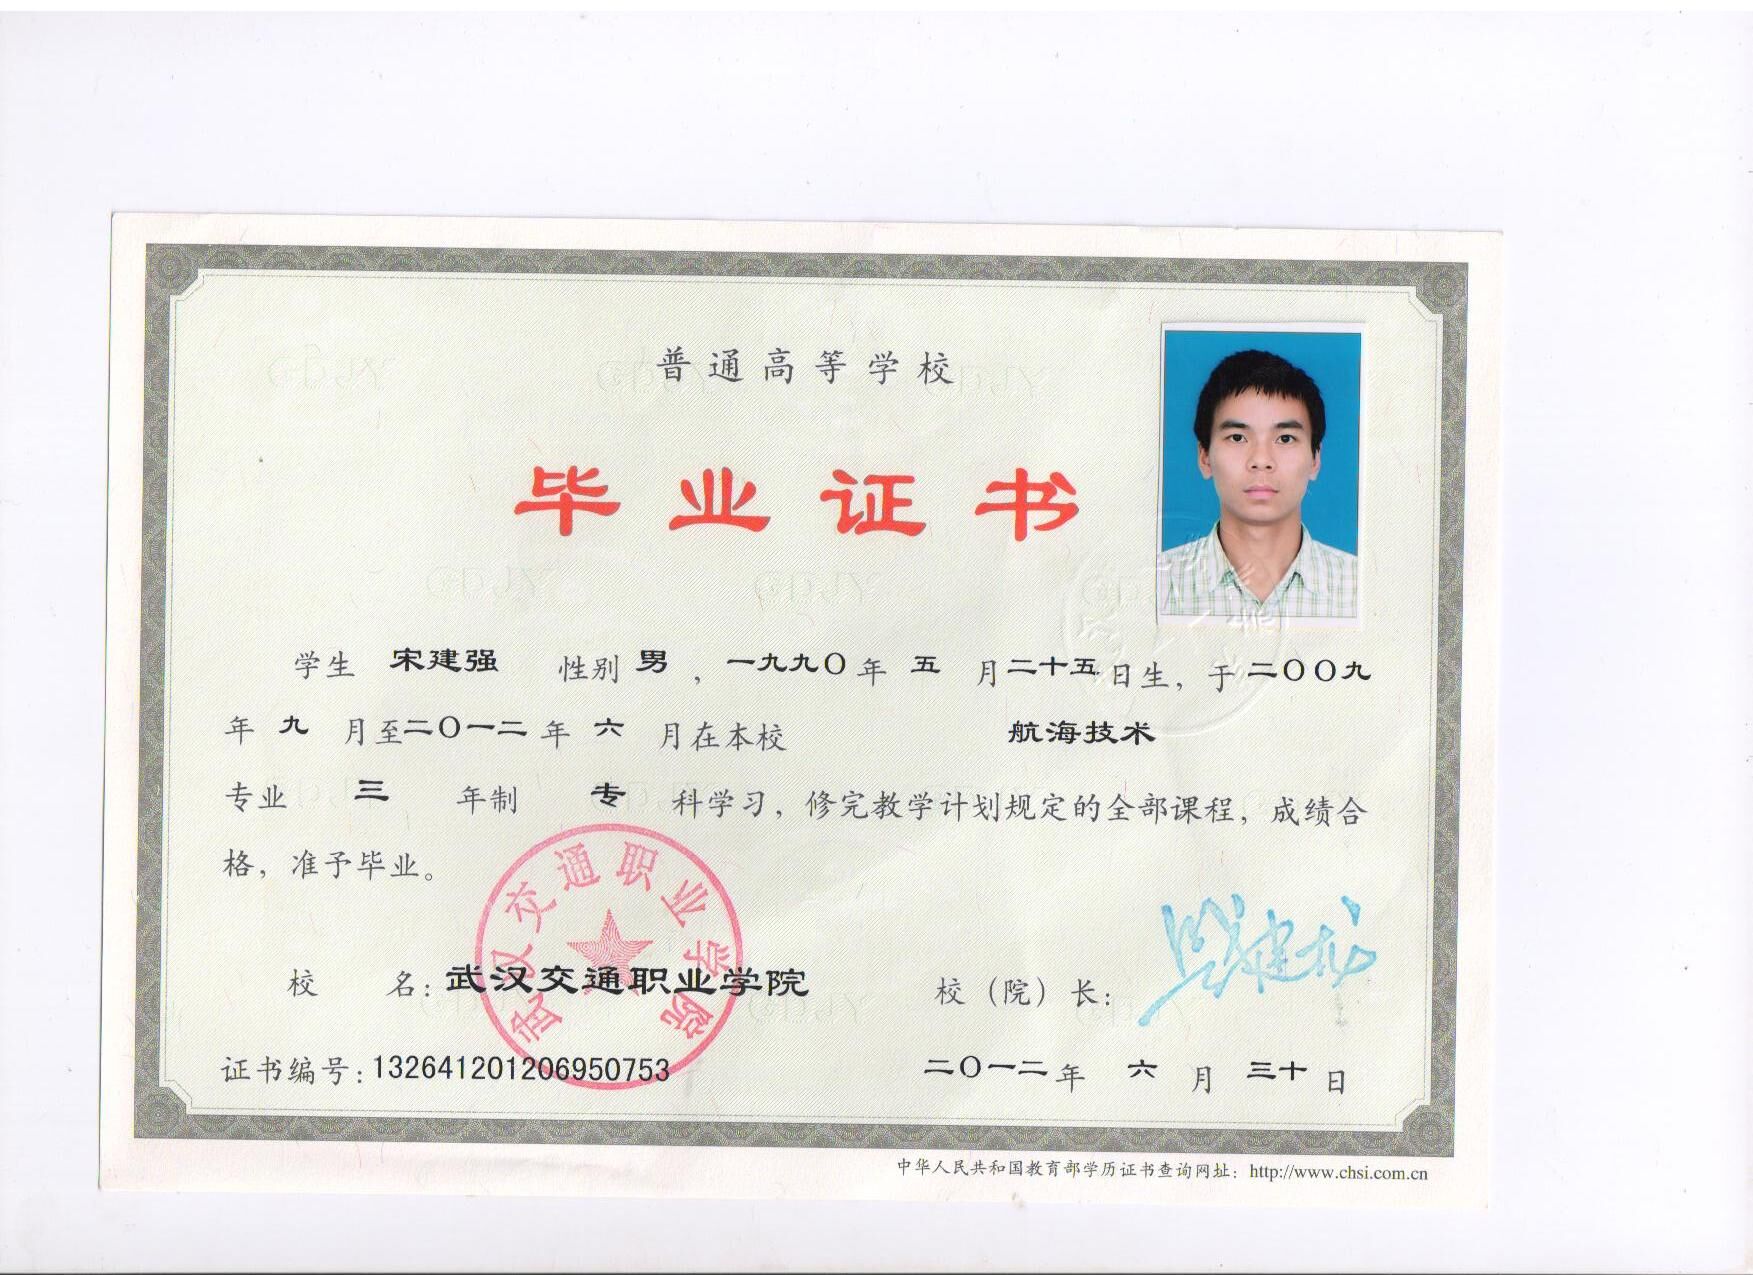 普通高等学校
毕业证书
学生 宋建强 性别 男 ，一九九〇年 五 月二十五日生，于二〇〇九
年 九 月至二〇一二年 六 月在本校 航海技术
专业 三 年制 专 科学习，修完教学计划规定的全部课程，成绩合
格，准予毕业。
武汉交通职业学院
校 名：武汉交通职业学院 校（院）长：
证书编号：132641201206950753 二〇一二年 六 月 三十 日
中华人民共和国教育部学历证书查询网址：http://www.chsi.com.cn